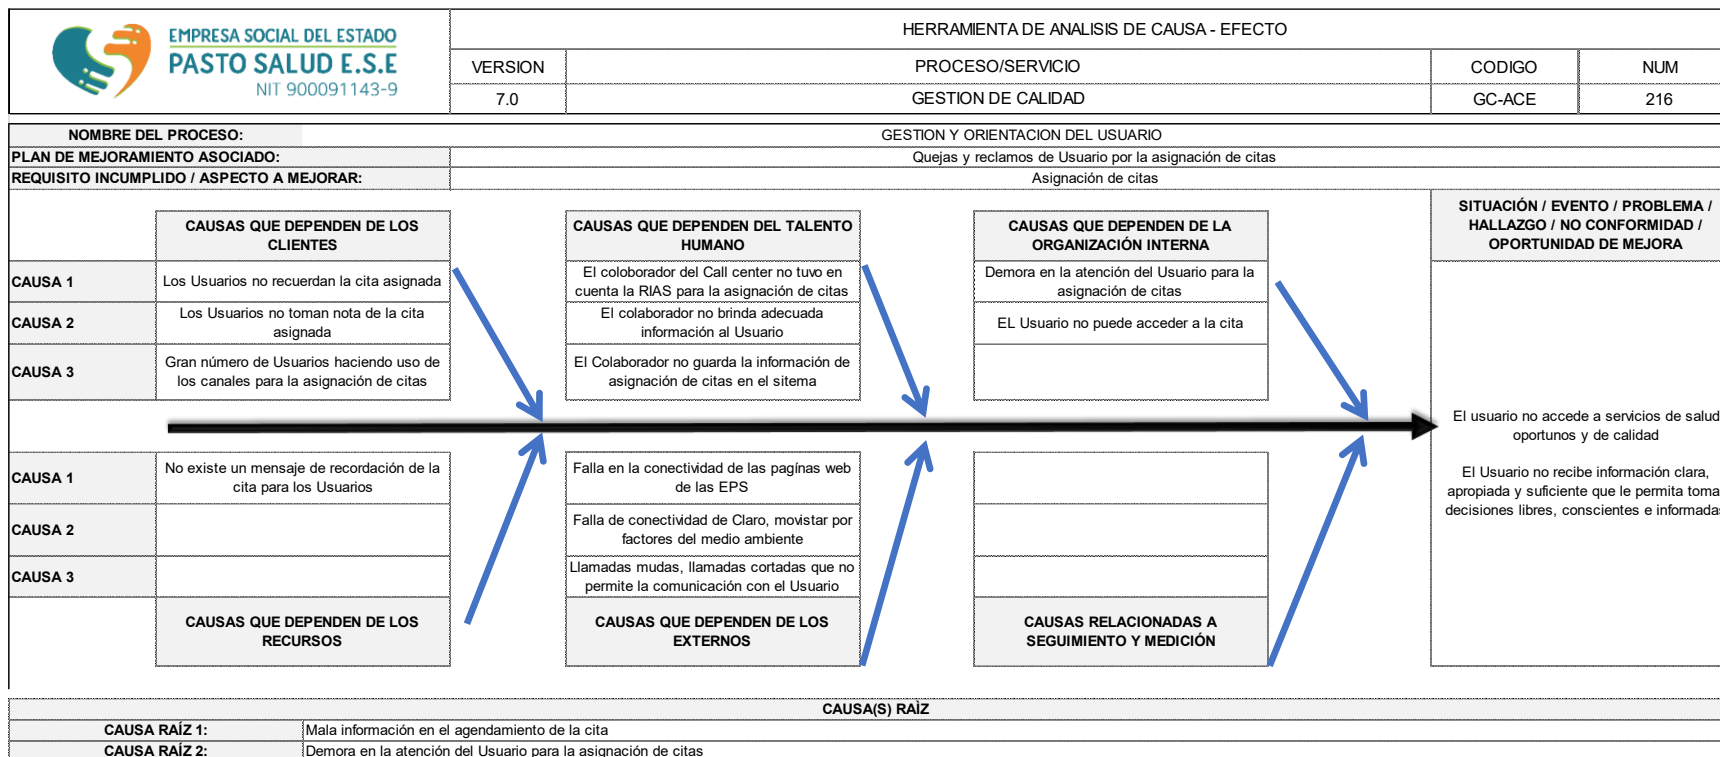 EMPRESA SOCIAL DEL ESTADO
PASTO SALUD E.S.E
NIT 900091143-9
HERRAMIENTA DE ANALISIS DE CAUSA - EFECTO
VERSION
PROCESO/SERVICIO
CODIGO
NUM
7.0
GESTION DE CALIDAD
GC-ACE
216
NOMBRE DEL PROCESO:
GESTION Y ORIENTACION DEL USUARIO
PLAN DE MEJORAMIENTO ASOCIADO:
Quejas y reclamos de Usuario por la asignación de citas
REQUISITO INCUMPLIDO / ASPECTO A MEJORAR:
Asignación de citas
CAUSAS QUE DEPENDEN DE LOS
CLIENTES
CAUSAS QUE DEPENDEN DEL TALENTO
HUMANO
CAUSAS QUE DEPENDEN DE LA
ORGANIZACIÓN INTERNA
SITUACIÓN / EVENTO / PROBLEMA /
HALLAZGO / NO CONFORMIDAD /
OPORTUNIDAD DE MEJORA
CAUSA 1
Los Usuarios no recuerdan la cita asignada
El coloborador del Call center no tuvo en
cuenta la RIAS para la asignación de citas
Demora en la atención del Usuario para la
asignación de citas
CAUSA 2
Los Usuarios no toman nota de la cita
asignada
El colaborador no brinda adecuada
información al Usuario
EL Usuario no puede acceder a la cita
CAUSA 3
Gran número de Usuarios haciendo uso de
los canales para la asignación de citas
El Colaborador no guarda la información de
asignación de citas en el sitema
El usuario no accede a servicios de salud
oportunos y de calidad
El Usuario no recibe información clara,
apropiada y suficiente que le permita toma
decisiones libres, conscientes e informadas
CAUSA 1
No existe un mensaje de recordación de la
cita para los Usuarios
Falla en la conectividad de las pagínas web
de las EPS
CAUSA 2
Falla de conectividad de Claro, movistar por
factores del medio ambiente
CAUSA 3
Llamadas mudas, llamadas cortadas que no
permite la comunicación con el Usuario
CAUSAS QUE DEPENDEN DE LOS
RECURSOS
CAUSAS QUE DEPENDEN DE LOS
EXTERNOS
CAUSAS RELACIONADAS A
SEGUIMIENTO Y MEDICIÓN
CAUSA(S) RAÌZ
CAUSA RAÍZ 1:
Mala información en el agendamiento de la cita
CAUSA RAÍZ 2:
Demora en la atención del Usuario para la asignación de citas